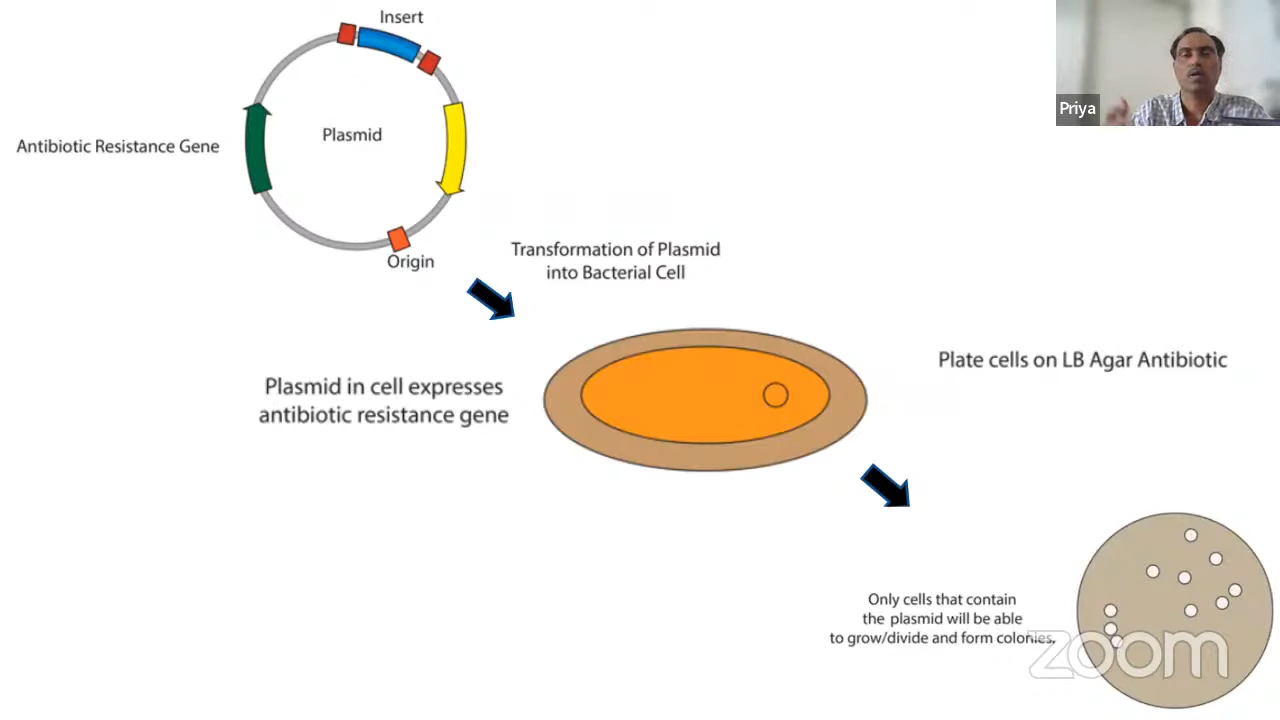 Insert
Priya
Plasmid
Antibiotic Resistance Gene
Origin
Transformation of Plasmid
into Bacterial Cell
Plate cells on LB Agar Antibiotic
Plasmid in cell expresses
antibiotic resistance gene
Only cells that contain
the plasmid will be able
to grow/divide and form colonies.
zoom